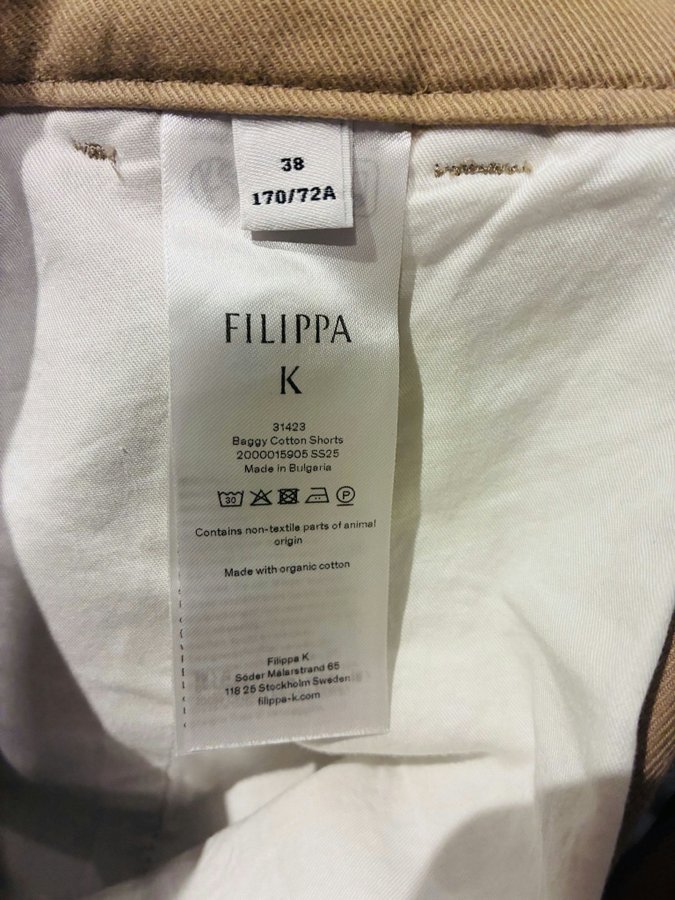 38
170/72A
FILIPPA
K
31423
Baggy Cotton Shorts
2000015905 SS25
Made in Bulgaria
30
P
Contains non-textile parts of animal
origin
Made with organic cotton
Filippa K
Söder Mälarstrand 65
118 25 Stockholm Sweden
filippa-k.com